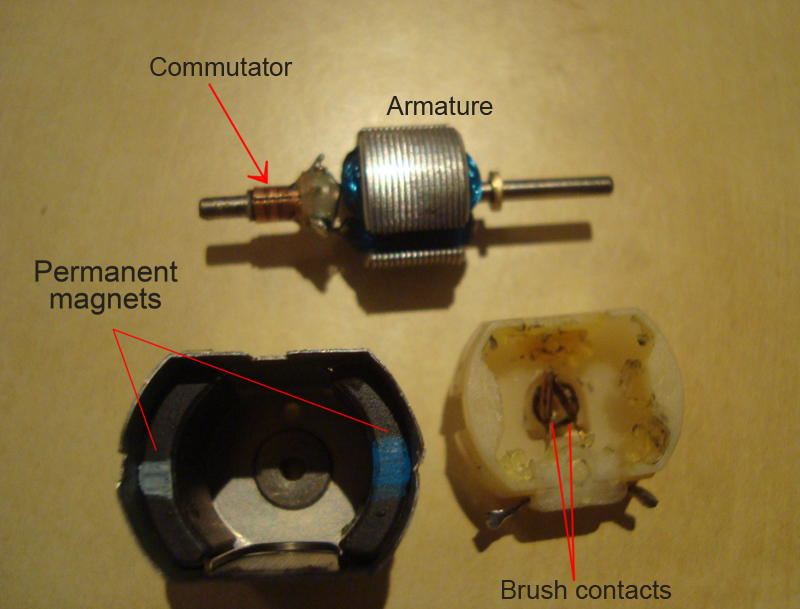 Commutator
Armature
Permanent
magnets
Brush contacts